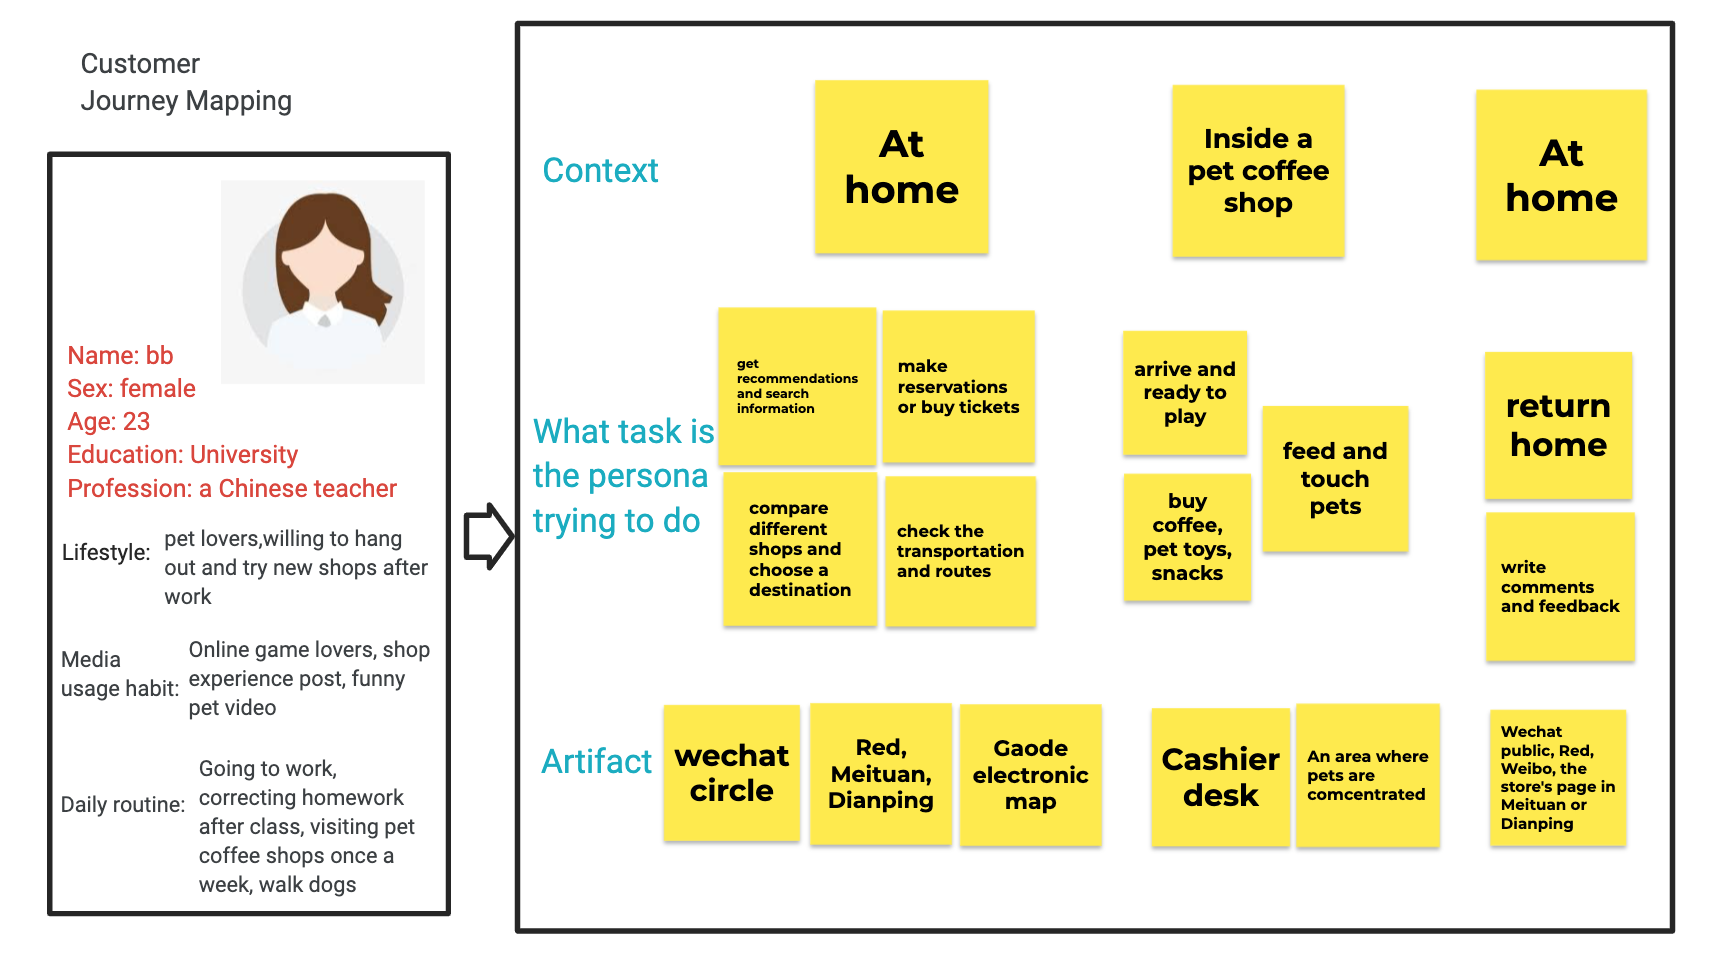 Customer
Journey Mapping
Name: bb
Sex: female
Age: 23
Education: University
Profession: a Chinese teacher
Lifestyle:
pet lovers,willing to hang
out and try new shops after
work
Media
usage habit:
Online game lovers, shop
experience post, funny
pet video
Daily routine:
Going to work,
correcting homework
after class, visiting pet
coffee shops once a
week, walk dogs
Context
At
home
Inside a
pet coffee
shop
At
home
What task is
the persona
trying to do
get
recommendations
and search
information
make
reservations
or buy tickets
compare
different
shops and
choose a
destination
check the
transportation
and routes
arrive and
ready to
play
buy
coffee,
pet toys,
snacks
feed and
touch
pets
return
home
write
comments
and feedback
Artifact
wechat
circle
Red,
Meituan,
Dianping
Gaode
electronic
map
Cashier
desk
An area where
pets are
comcentrated
Wechat
public, Red,
Weibo, the
store's page in
Meituan or
Dianping